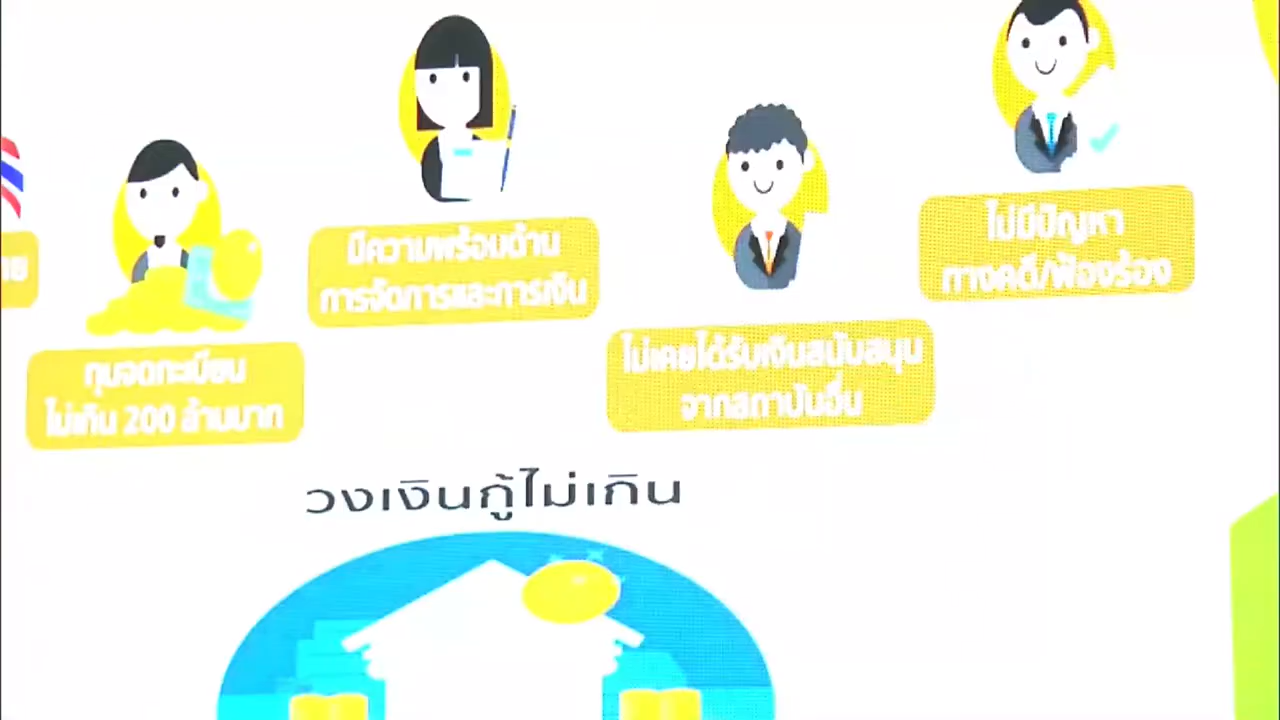 ทุนจดทะเบียน
ไม่เกิน 200 ล้านบาท
มีความพร้อมด้าน
การจัดการและการเงิน
ไม่เคยได้รับเงินสนับสนุน
จากสถาบันอื่น
ไม่มีปัญหา
ทางคดี/ฟ้องร้อง
วงเงินกู้ไม่เกิน